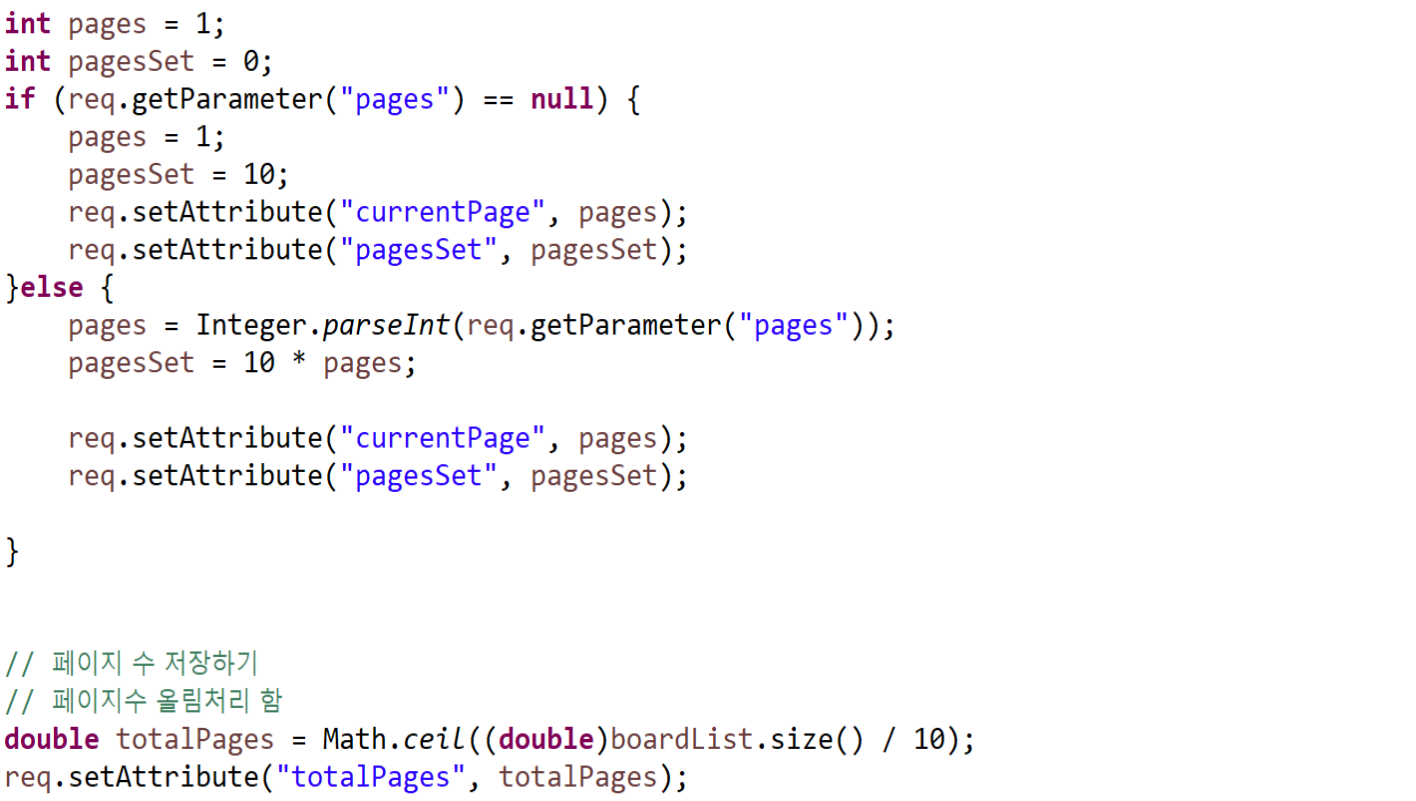 int pages = 1;
int pagesSet = 0;
if (req.getParameter("pages") == null) {
    pages = 1;
    pagesSet = 10;
    req.setAttribute("currentPage", pages);
    req.setAttribute("pagesSet", pagesSet);
}else {
    pages = Integer.parseInt(req.getParameter("pages"));
    pagesSet = 10 * pages;
    req.setAttribute("currentPage", pages);
    req.setAttribute("pagesSet", pagesSet);
}
// 페이지 수 저장하기
// 페이지수 올림처리 함
double totalPages = Math.ceil((double)boardList.size() / 10);
req.setAttribute("totalPages", totalPages);